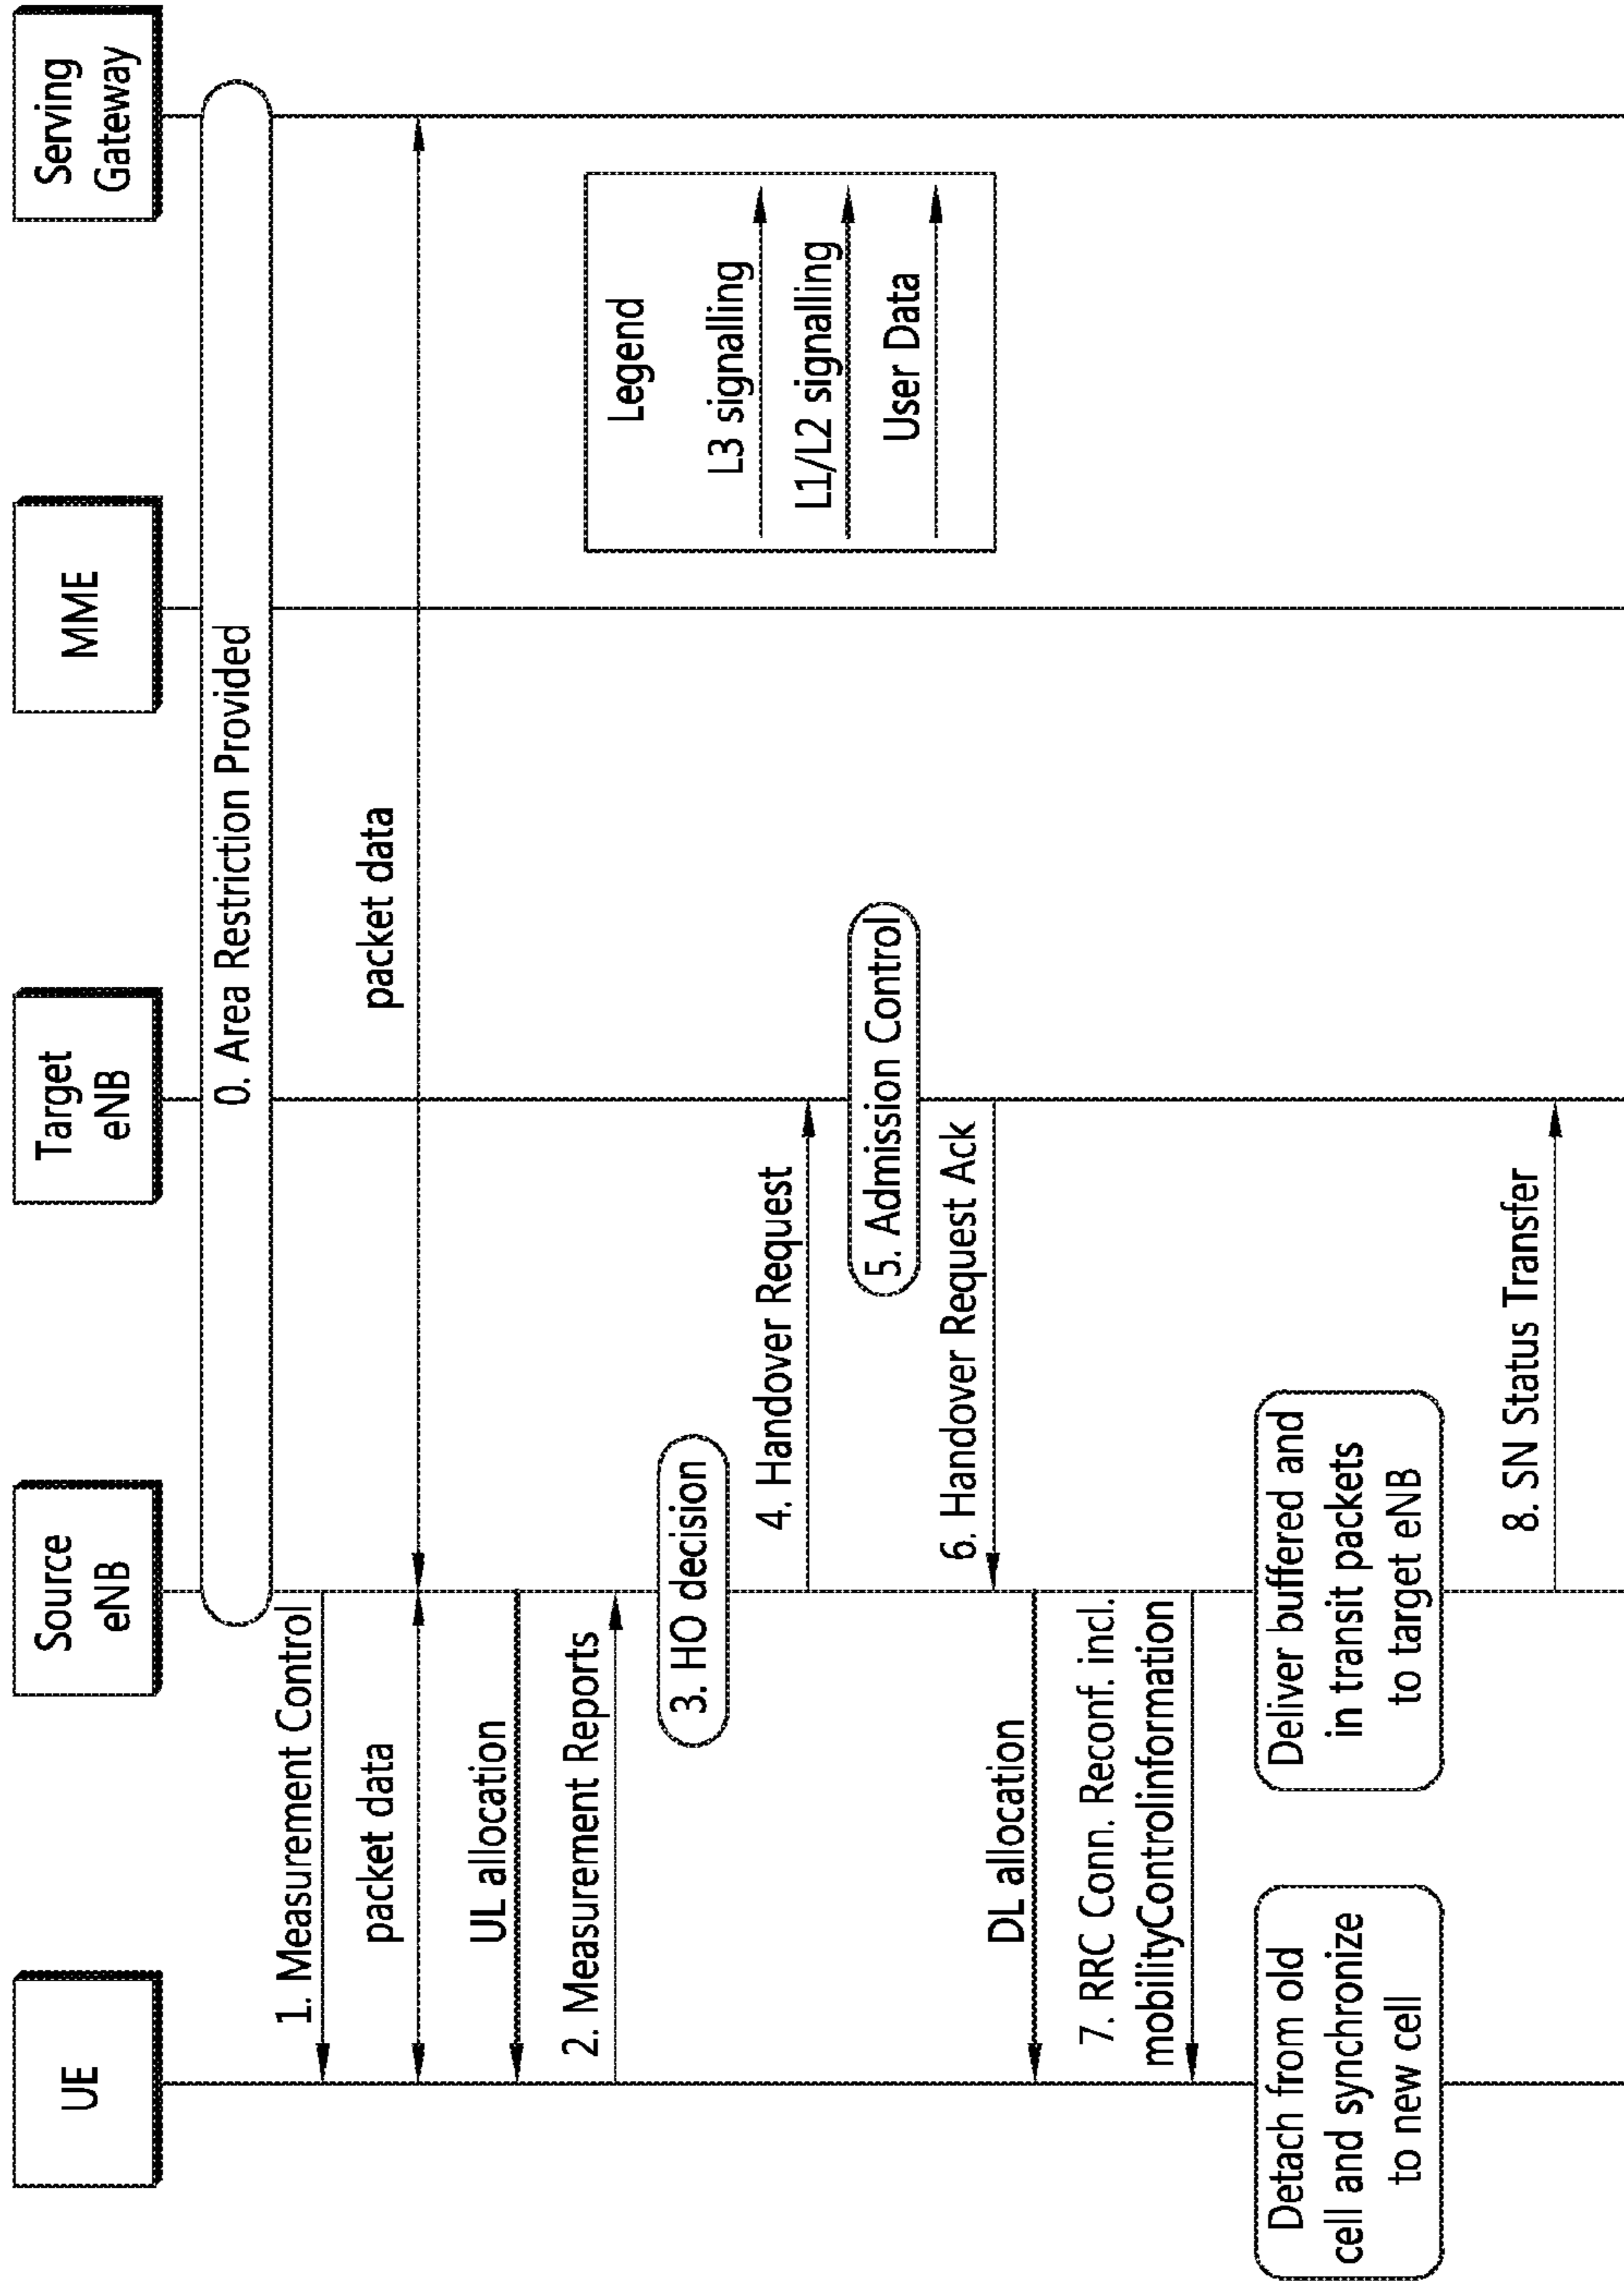 UE
Source
eNB
Target
eNB
MME
Serving
Gateway
0. Area Restriction Provided
1. Measurement Control
packet data
packet data
UL allocation
2. Measurement Reports
Legend
L3 signalling
L1/L2 signalling
User Data
3. HO decision
4. Handover Request
5. Admission Control
6. Handover Request Ack
DL allocation
7. RRC Conn. Reconf. incl.
mobilityControlinformation
Detach from old
cell and synchronize
to new cell
Deliver buffered and
in transit packets
to target eNB
8. SN Status Transfer